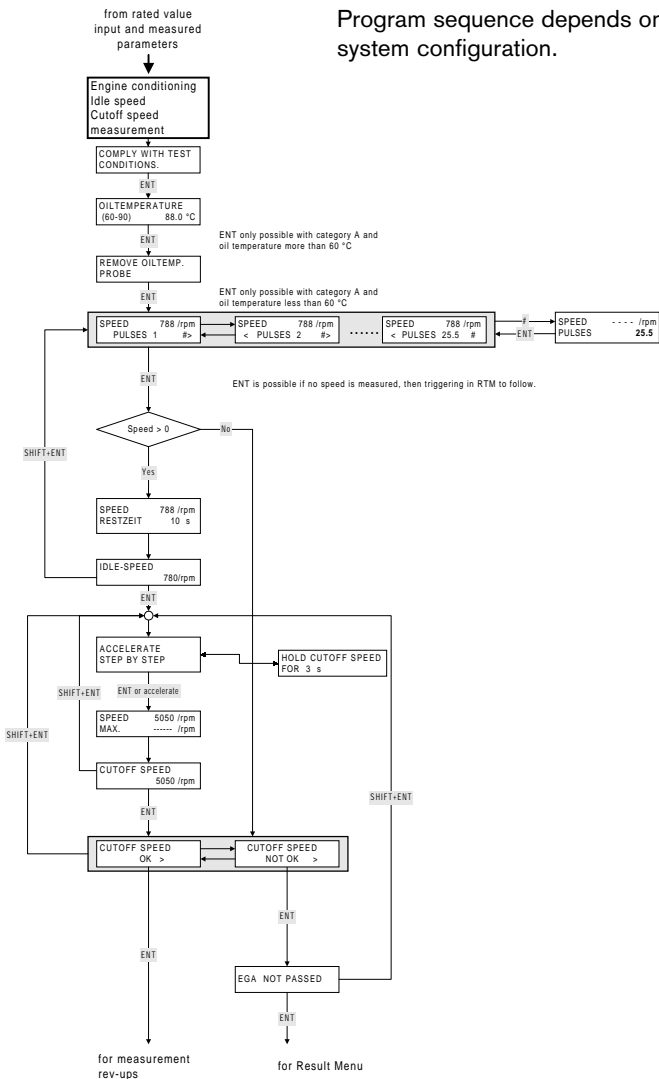 from rated value
input and measured
parameters
Program sequence depends on
system configuration.
Engine conditioning
Idle speed
Cutoff speed
measurement
COMPLY WITH TEST
CONDITIONS.
ENT
OILTEMPERATURE
(60-90) 88.0 °C
ENT
ENT only possible with category A and
oil temperature more than 60 °C
REMOVE OILTEMP.
PROBE
ENT
ENT only possible with category A and
oil temperature less than 60 °C
SPEED 788 /rpm
PULSES 1 #>
SPEED 788 /rpm
< PULSES 2 #>
......
SPEED 788 /rpm
< PULSES 25.5 #
#
ENT
SPEED - - - - /rpm
PULSES 25.5
ENT
ENT is possible if no speed is measured, then triggering in RTM to follow.
Speed > 0
No
SHIFT+ENT
Yes
SPEED 788 /rpm
RESTZEIT 10 s
IDLE-SPEED
780/rpm
ENT
ACCELERATE
STEP BY STEP
HOLD CUTOFF SPEED
FOR 3 s
SHIFT+ENT
ENT or accelerate
SPEED 5050 /rpm
MAX. ------ /rpm
SHIFT+ENT
CUTOFF SPEED
5050 /rpm
SHIFT+ENT
ENT
CUTOFF SPEED
OK >
CUTOFF SPEED
NOT OK >
ENT
ENT
EGA NOT PASSED
ENT
for measurement
rev-ups
for Result Menu